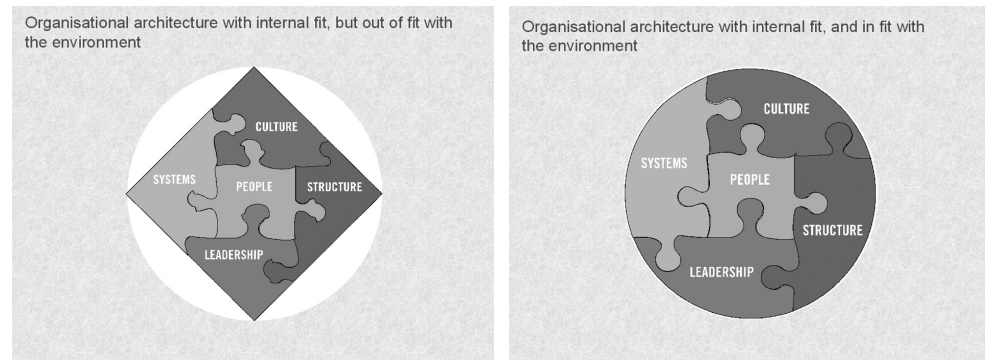 Organisational architecture with internal fit, but out of fit with
the environment
CULTURE
SYSTEMS
PEOPLE
STRUCTURE
LEADERSHIP
Organisational architecture with internal fit, and in fit with
the environment
CULTURE
SYSTEMS
PEOPLE
STRUCTURE
LEADERSHIP